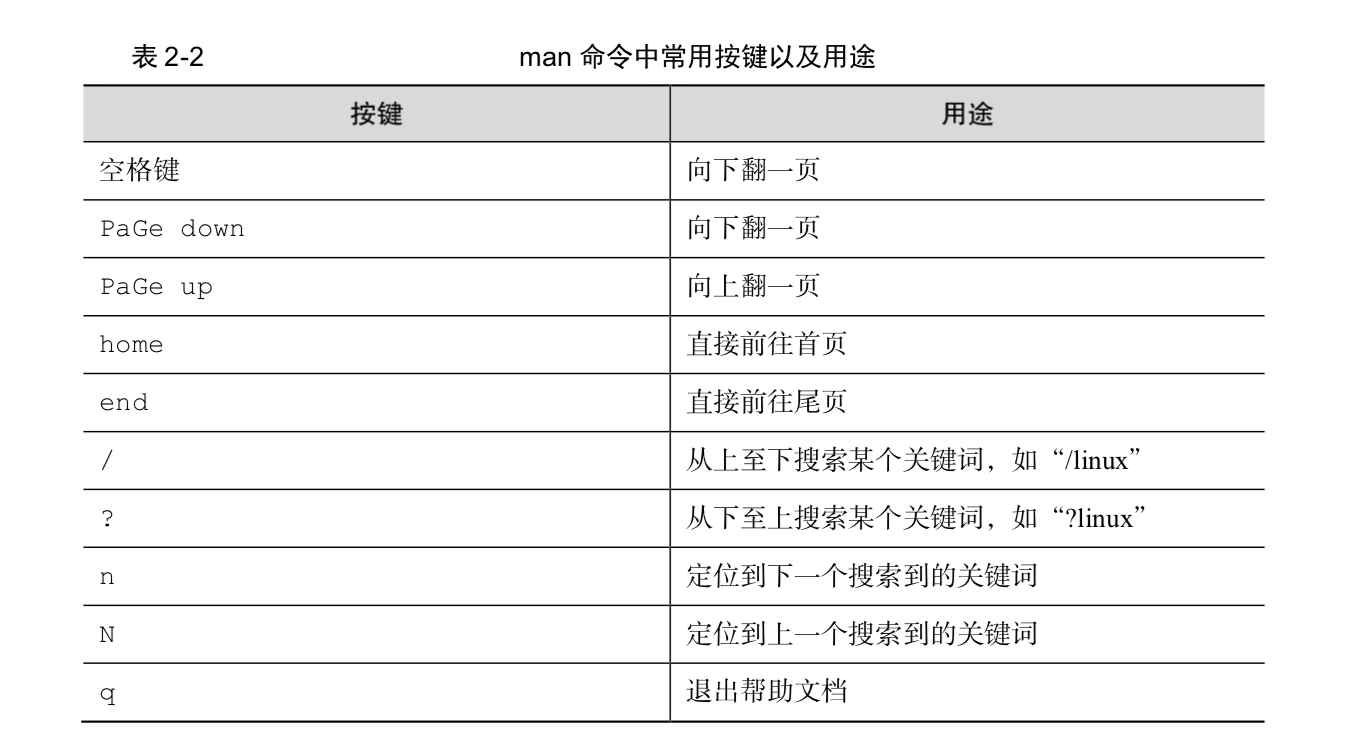 表 2-2 man 命令中常用按键以及用途
按键 用途
空格键 向下翻一页
PaGe down 向下翻一页
PaGe up 向上翻一页
home 直接前往首页
end 直接前往尾页
/ 从上至下搜索某个关键词，如“/linux”
? 从下至上搜索某个关键词，如“?linux”
n 定位到下一个搜索到的关键词
N 定位到上一个搜索到的关键词
q 退出帮助文档